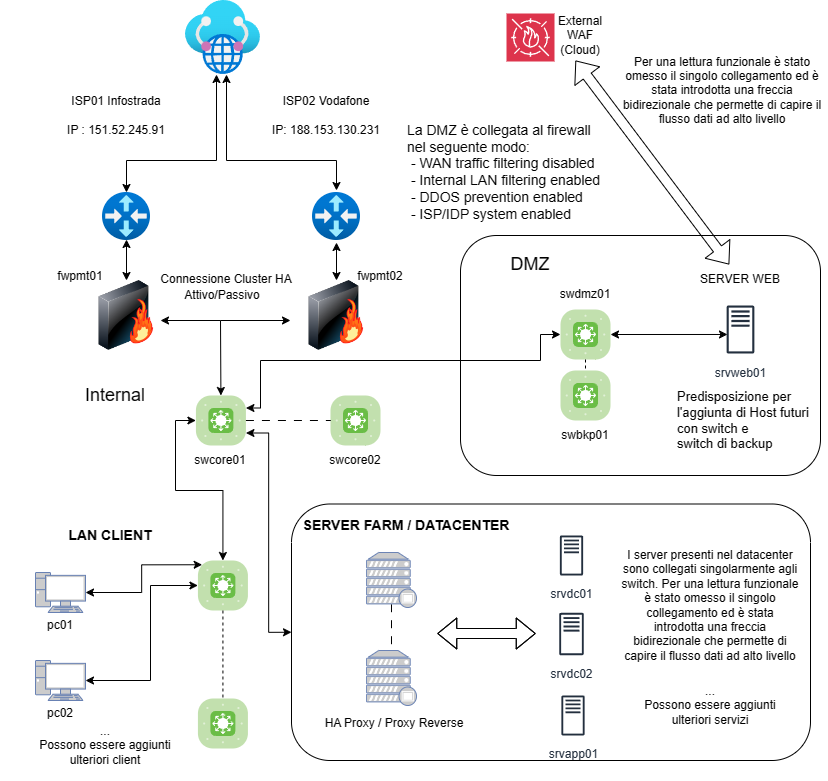 External
WAF
(Cloud)
Per una lettura funzionale è stato
omesso il singolo collegamento ed è
stata introdotta una freccia
bidirezionale che permette di capire il
flusso dati ad alto livello
ISP01 Infostrada
IP : 151.52.245.91
ISP02 Vodafone
IP: 188.153.130.231
La DMZ è collegata al firewall
nel seguente modo:
- WAN traffic filtering disabled
- Internal LAN filtering enabled
- DDOS prevention enabled
- ISP/IDP system enabled
fwpmt01
Connessione Cluster HA
Attivo/Passivo
fwpmt02
DMZ
SERVER WEB
swdmz01
srvweb01
swbkp01
Predisposizione per
l'aggiunta di Host futuri
con switch e
switch di backup
Internal
swcore01
swcore02
LAN CLIENT
pc01
pc02
...
Possono essere aggiunti
ulteriori client
SERVER FARM / DATACENTER
HA Proxy / Proxy Reverse
srvdc01
srvdc02
srvapp01
I server presenti nel datacenter
sono collegati singolarmente agli
switch. Per una lettura funzionale
è stato omesso il singolo
collegamento ed è stata
introdotta una freccia
bidirezionale che permette di
capire il flusso dati ad alto livello
...
Possono essere aggiunti
ulteriori servizi